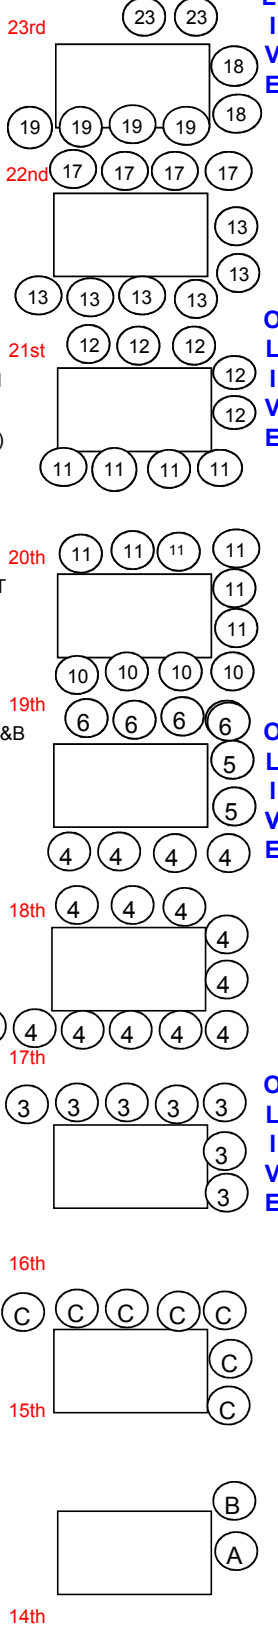 L
23rd 23 23
I
V
18
E
18
19 19 19 19
22nd 17 17 17 17
13
13
13 13 13 13
O
21st 12 12 12
L
I
12
V
12
)
E
11 11 11 11
20th 11 11 11 11
T
11
11
10 10 10 10
19th 6 6 6 6
&B
O
L
5
I
5
V
4 4 4 4
E
18th 4 4 4
4
4
4 4 4 4 4
17th
O
3 3 3 3 3
L
I
3
V
3
E
16th
C C C C C
C
C
15th
B
A
14th